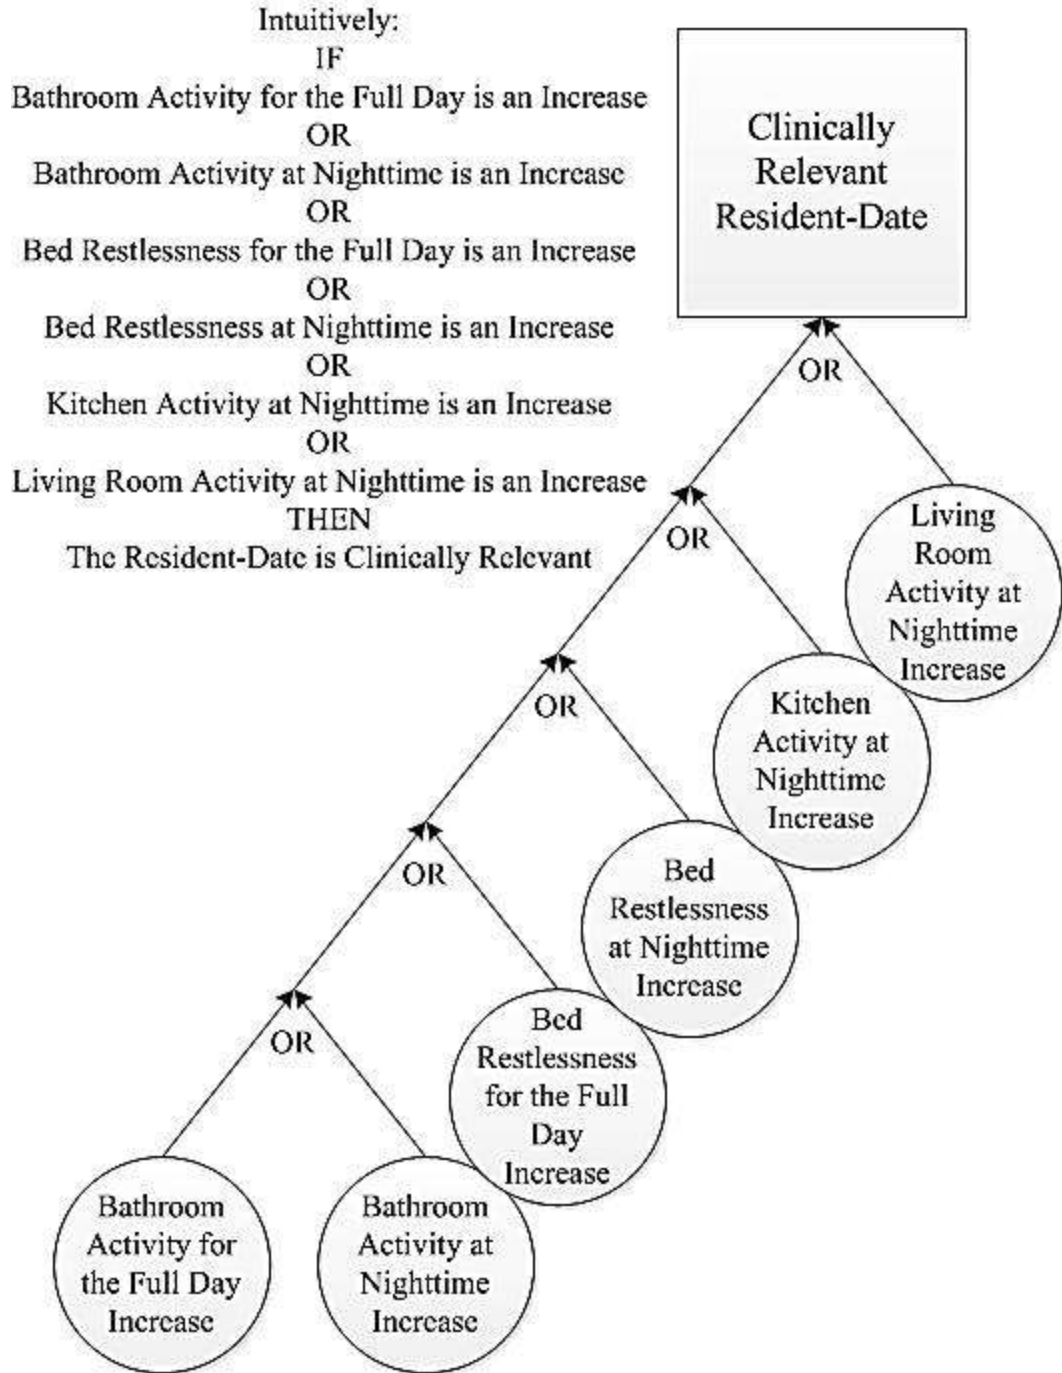 Intuitively:
IF
Bathroom Activity for the Full Day is an Increase
OR
Bathroom Activity at Nighttime is an Increase
OR
Bed Restlessness for the Full Day is an Increase
OR
Bed Restlessness at Nighttime is an Increase
OR
Kitchen Activity at Nighttime is an Increase
OR
Living Room Activity at Nighttime is an Increase
THEN
The Resident-Date is Clinically Relevant
Clinically
Relevant
Resident-Date
OR
Living
Room
Activity at
Nighttime
Increase
OR
Kitchen
Activity at
Nighttime
Increase
OR
Bed
Restlessness
at Nighttime
Increase
OR
Bed
Restlessness
for the Full
Day
Increase
OR
Bathroom
Activity for
the Full Day
Increase
Bathroom
Activity at
Nighttime
Increase